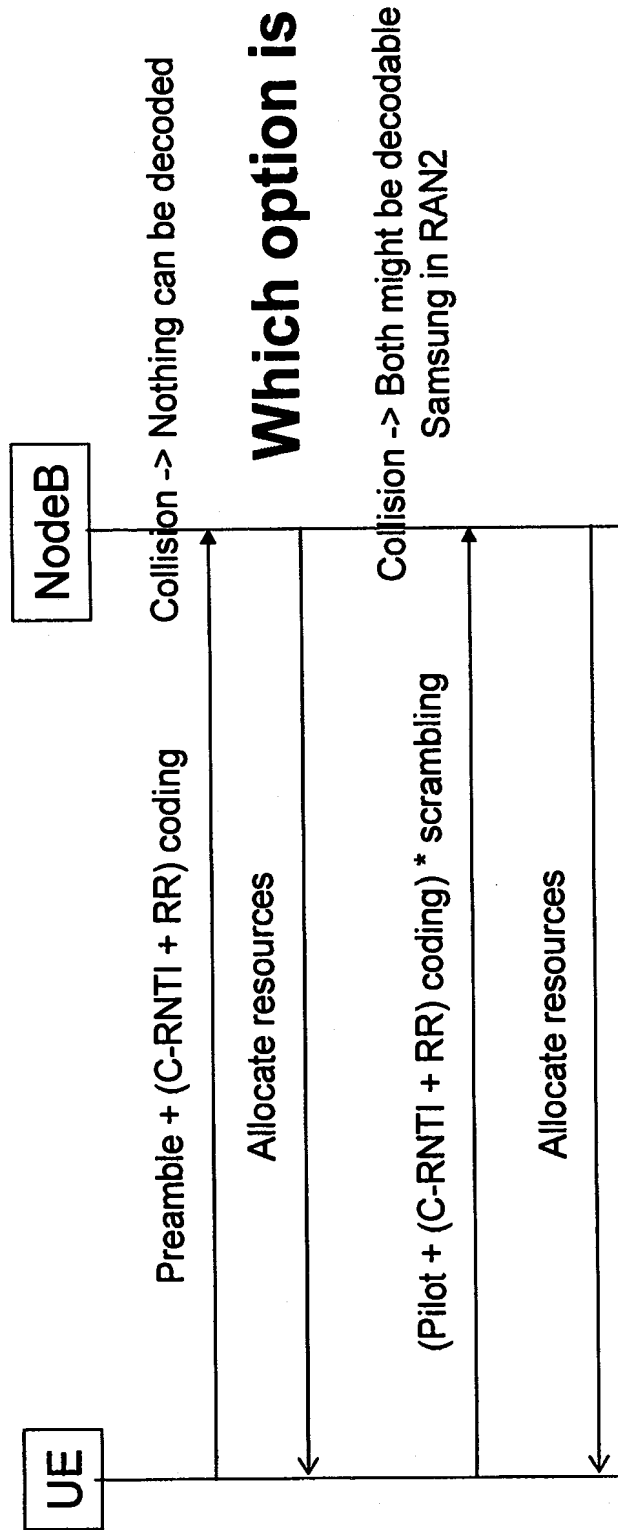 UE
NodeB
Preamble + (C-RNTI + RR) coding
Collision -> Nothing can be decoded
Allocate resources
Which option is
(Pilot + (C-RNTI + RR) coding) * scrambling
Collision -> Both might be decodable
Samsung in RAN2
Allocate resources